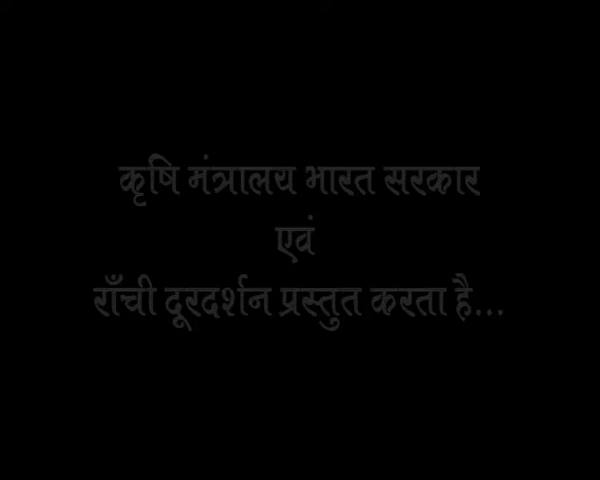 कृषि मंत्रालय भारत सरकार
एवं
राँची दूरदर्शन प्रस्तुत करता है...